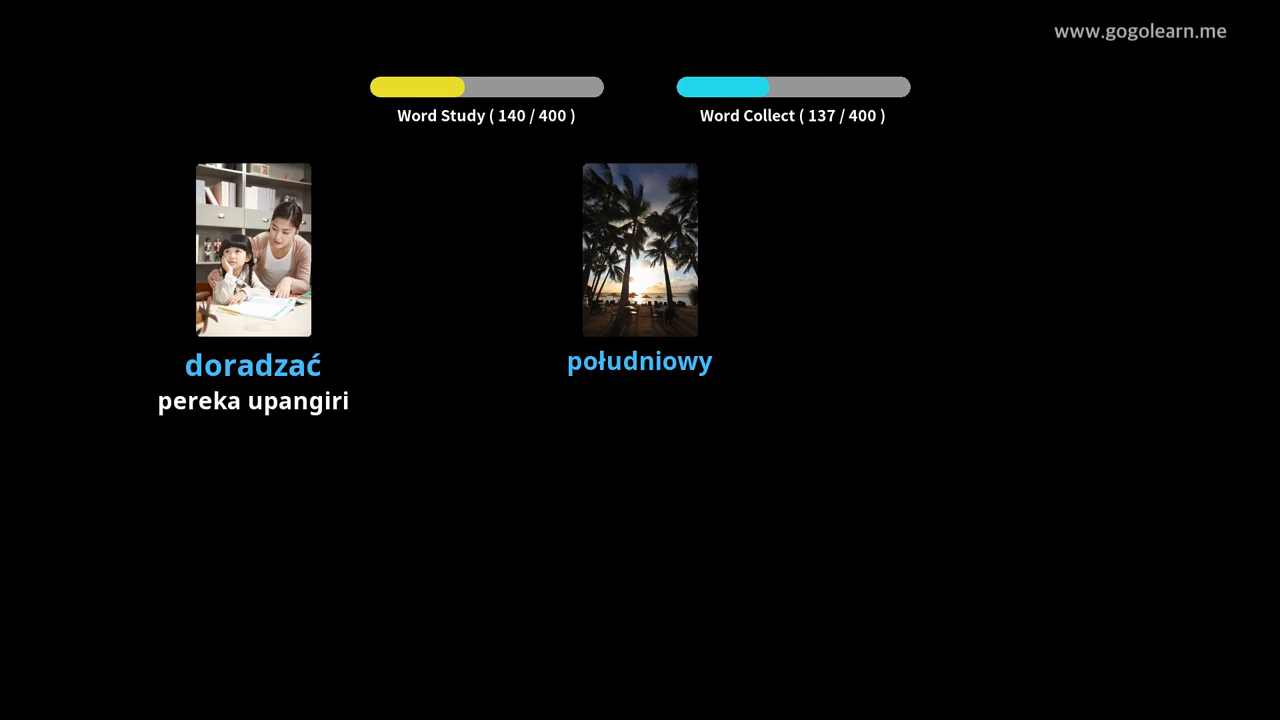 www.gogolearn.me
Word Study ( 140 / 400 )
Word Collect ( 137 / 400 )
doradzać
pereka upangiri
południowy